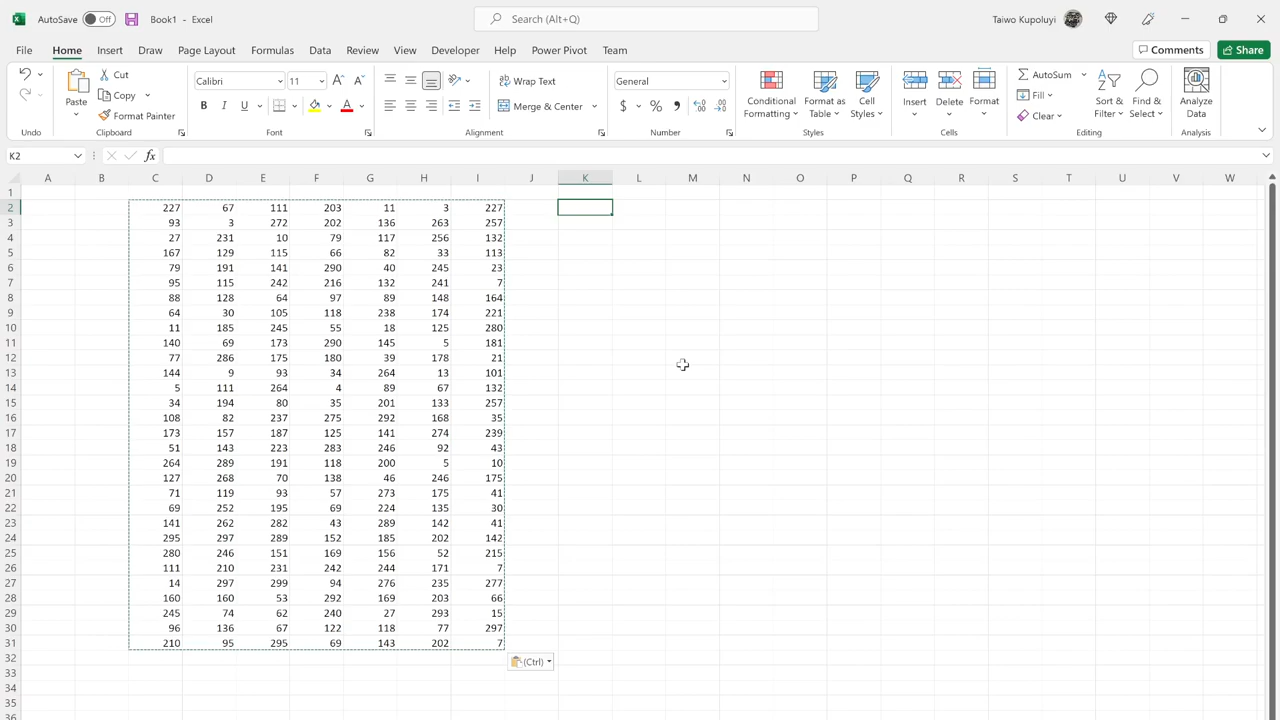 AutoSave Off Book1 - Excel Search (Alt+Q) Taiwo Kupoluyi
File Home Insert Draw Page Layout Formulas Data Review View Developer Help Power Pivot Team Comments Share
Cut Calibri 11 Wrap Text General AutoSum
Paste Copy Conditional Formatting Format as Table Cell Styles Insert Delete Format Fill Sort & Filter Find & Select Analyze Data
Format Painter B I U A Merge & Center $ % Clear
Undo Clipboard Font Alignment Number Styles Cells Editing Analysis
K2 fx
A B C D E F G H I J K L M N O P Q R S T U V W
1
2 227 67 111 203 11 3 227
3 93 3 272 202 136 263 257
4 27 231 10 79 117 256 132
5 167 129 115 66 82 33 113
6 79 191 141 290 40 245 23
7 95 115 242 216 132 241 7
8 88 128 64 97 89 148 164
9 64 30 105 118 238 174 221
10 11 185 245 55 18 125 280
11 140 69 173 290 145 5 181
12 77 286 175 180 39 178 21
13 144 9 93 34 264 13 101
14 5 111 264 4 89 67 132
15 34 194 80 35 201 133 257
16 108 82 237 275 292 168 35
17 173 157 187 125 141 274 239
18 51 143 223 283 246 92 43
19 264 289 191 118 200 5 10
20 127 268 70 138 46 246 175
21 71 119 93 57 273 175 41
22 69 252 195 69 224 135 30
23 141 262 282 43 289 142 41
24 295 297 289 152 185 202 142
25 280 246 151 169 156 52 215
26 111 210 231 242 244 171 7
27 14 297 299 94 276 235 277
28 160 160 53 292 169 203 66
29 245 74 62 240 27 293 15
30 96 136 67 122 118 77 297
31 210 95 295 69 143 202 7
32 (Ctrl)
33
34
35
36